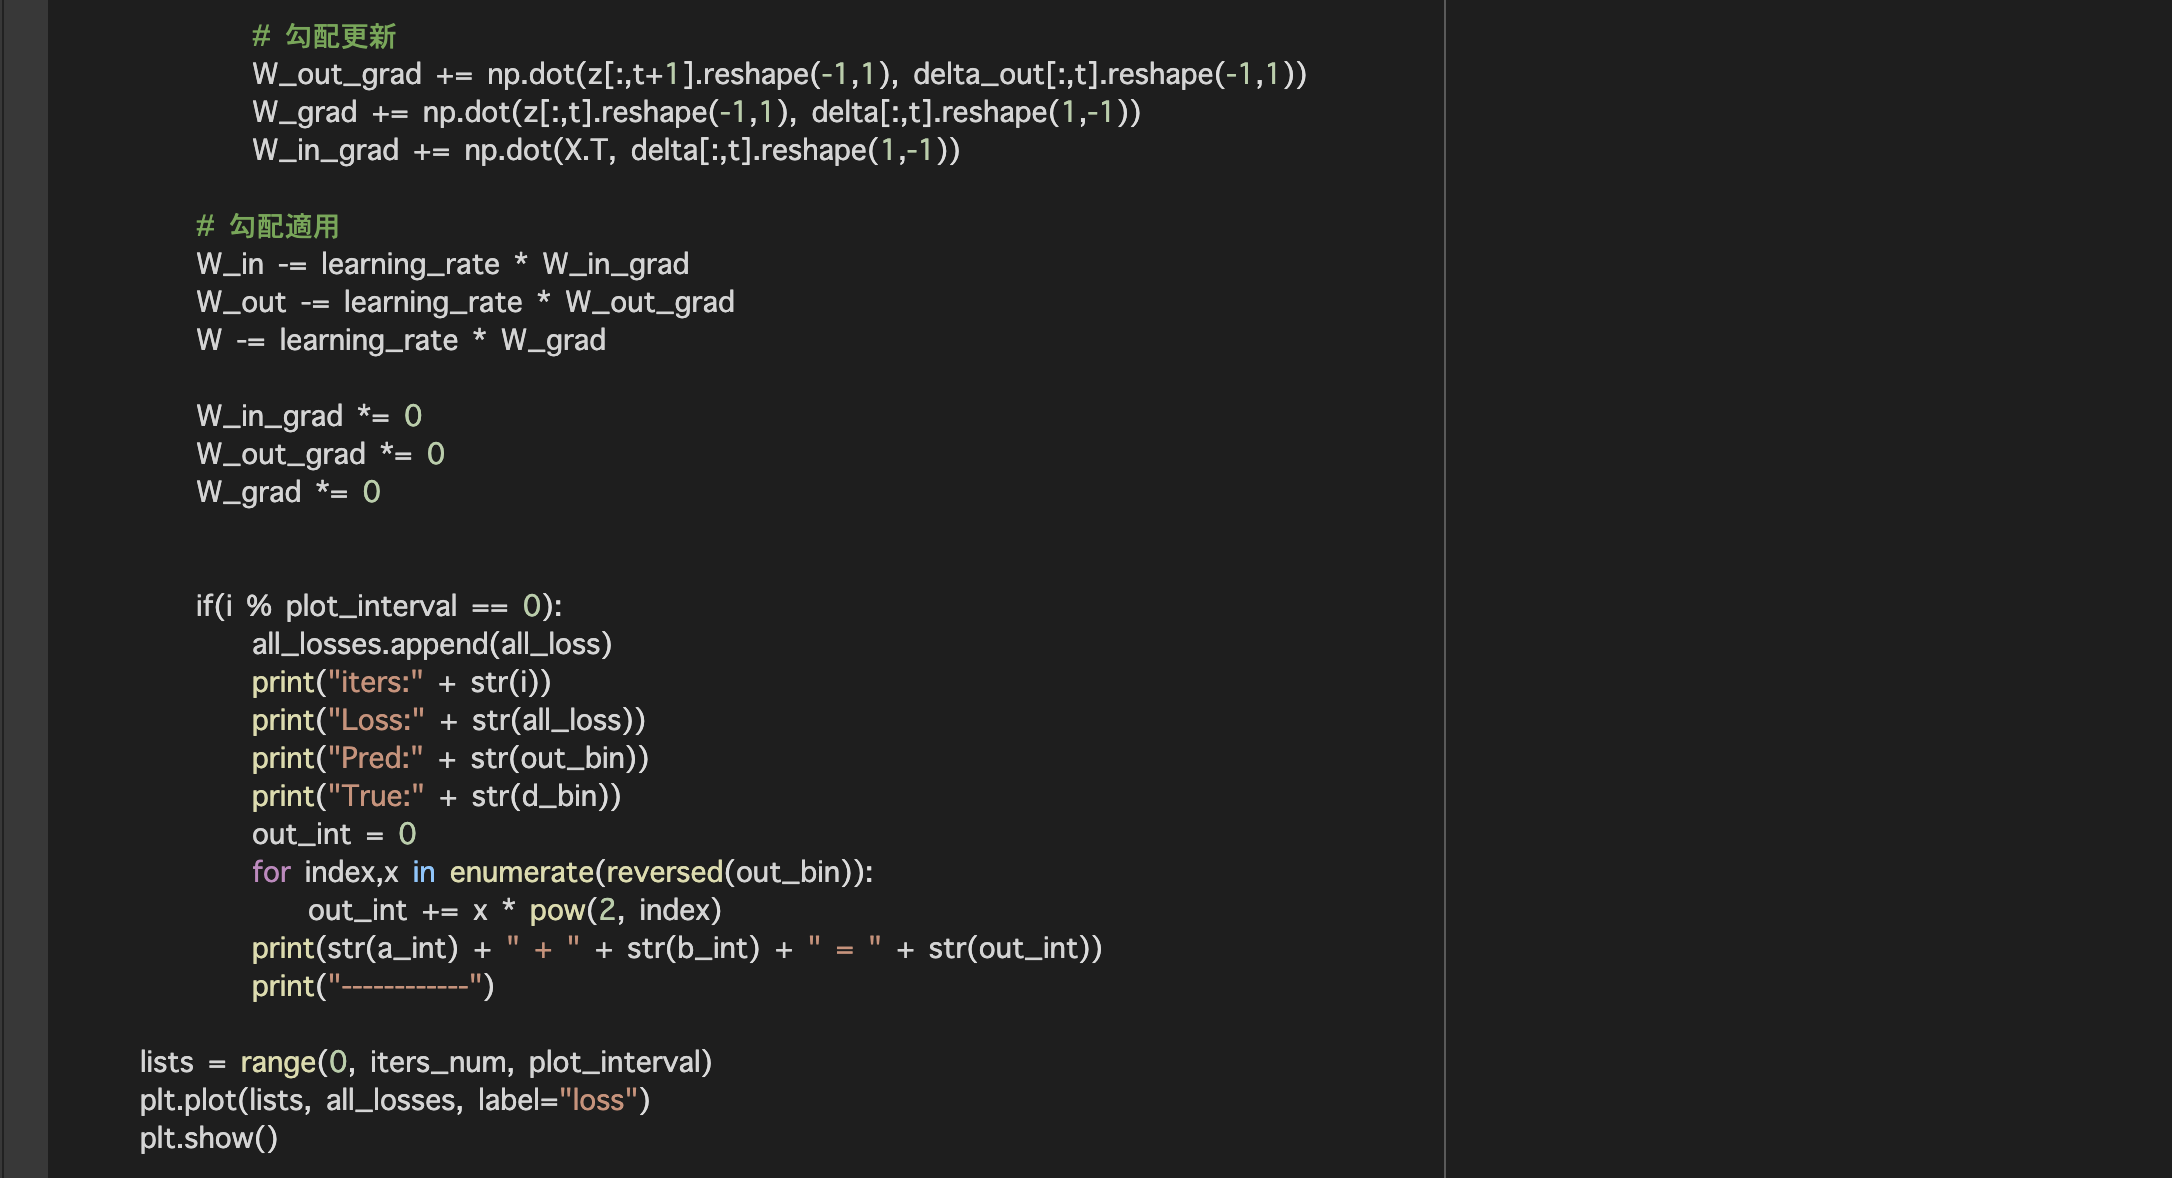 # 勾配更新
W_out_grad += np.dot(z[:,t+1].reshape(-1,1), delta_out[:,t].reshape(-1,1))
W_grad += np.dot(z[:,t].reshape(-1,1), delta[:,t].reshape(1,-1))
W_in_grad += np.dot(X.T, delta[:,t].reshape(1,-1))
# 勾配適用
W_in -= learning_rate * W_in_grad
W_out -= learning_rate * W_out_grad
W -= learning_rate * W_grad
W_in_grad *= 0
W_out_grad *= 0
W_grad *= 0
if(i % plot_interval == 0):
all_losses.append(all_loss)
print("iters:" + str(i))
print("Loss:" + str(all_loss))
print("Pred:" + str(out_bin))
print("True:" + str(d_bin))
out_int = 0
for index,x in enumerate(reversed(out_bin)):
out_int += x * pow(2, index)
print(str(a_int) + " + " + str(b_int) + " = " + str(out_int))
print("------------")
lists = range(0, iters_num, plot_interval)
plt.plot(lists, all_losses, label="loss")
plt.show()